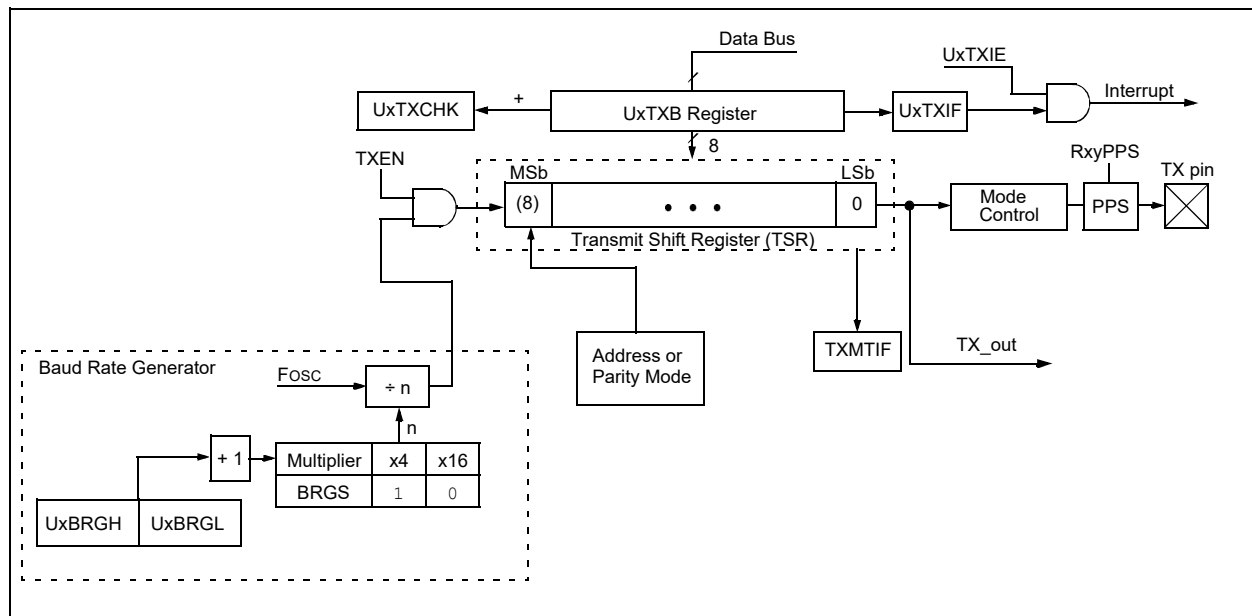 Data Bus
UxTXIE
UxTXCHK
+
UxTXB Register
UxTXIF
Interrupt
8
TXEN
RxyPPS
MSb
LSb
TX pin
(8)
• • •
0
Mode
Control
PPS
Transmit Shift Register (TSR)
Address or
Parity Mode
TXMTIF
TX_out
Baud Rate Generator
FOSC
÷ n
n
+ 1
Multiplier x4 x16
BRGS 1 0
UxBRGH UxBRGL